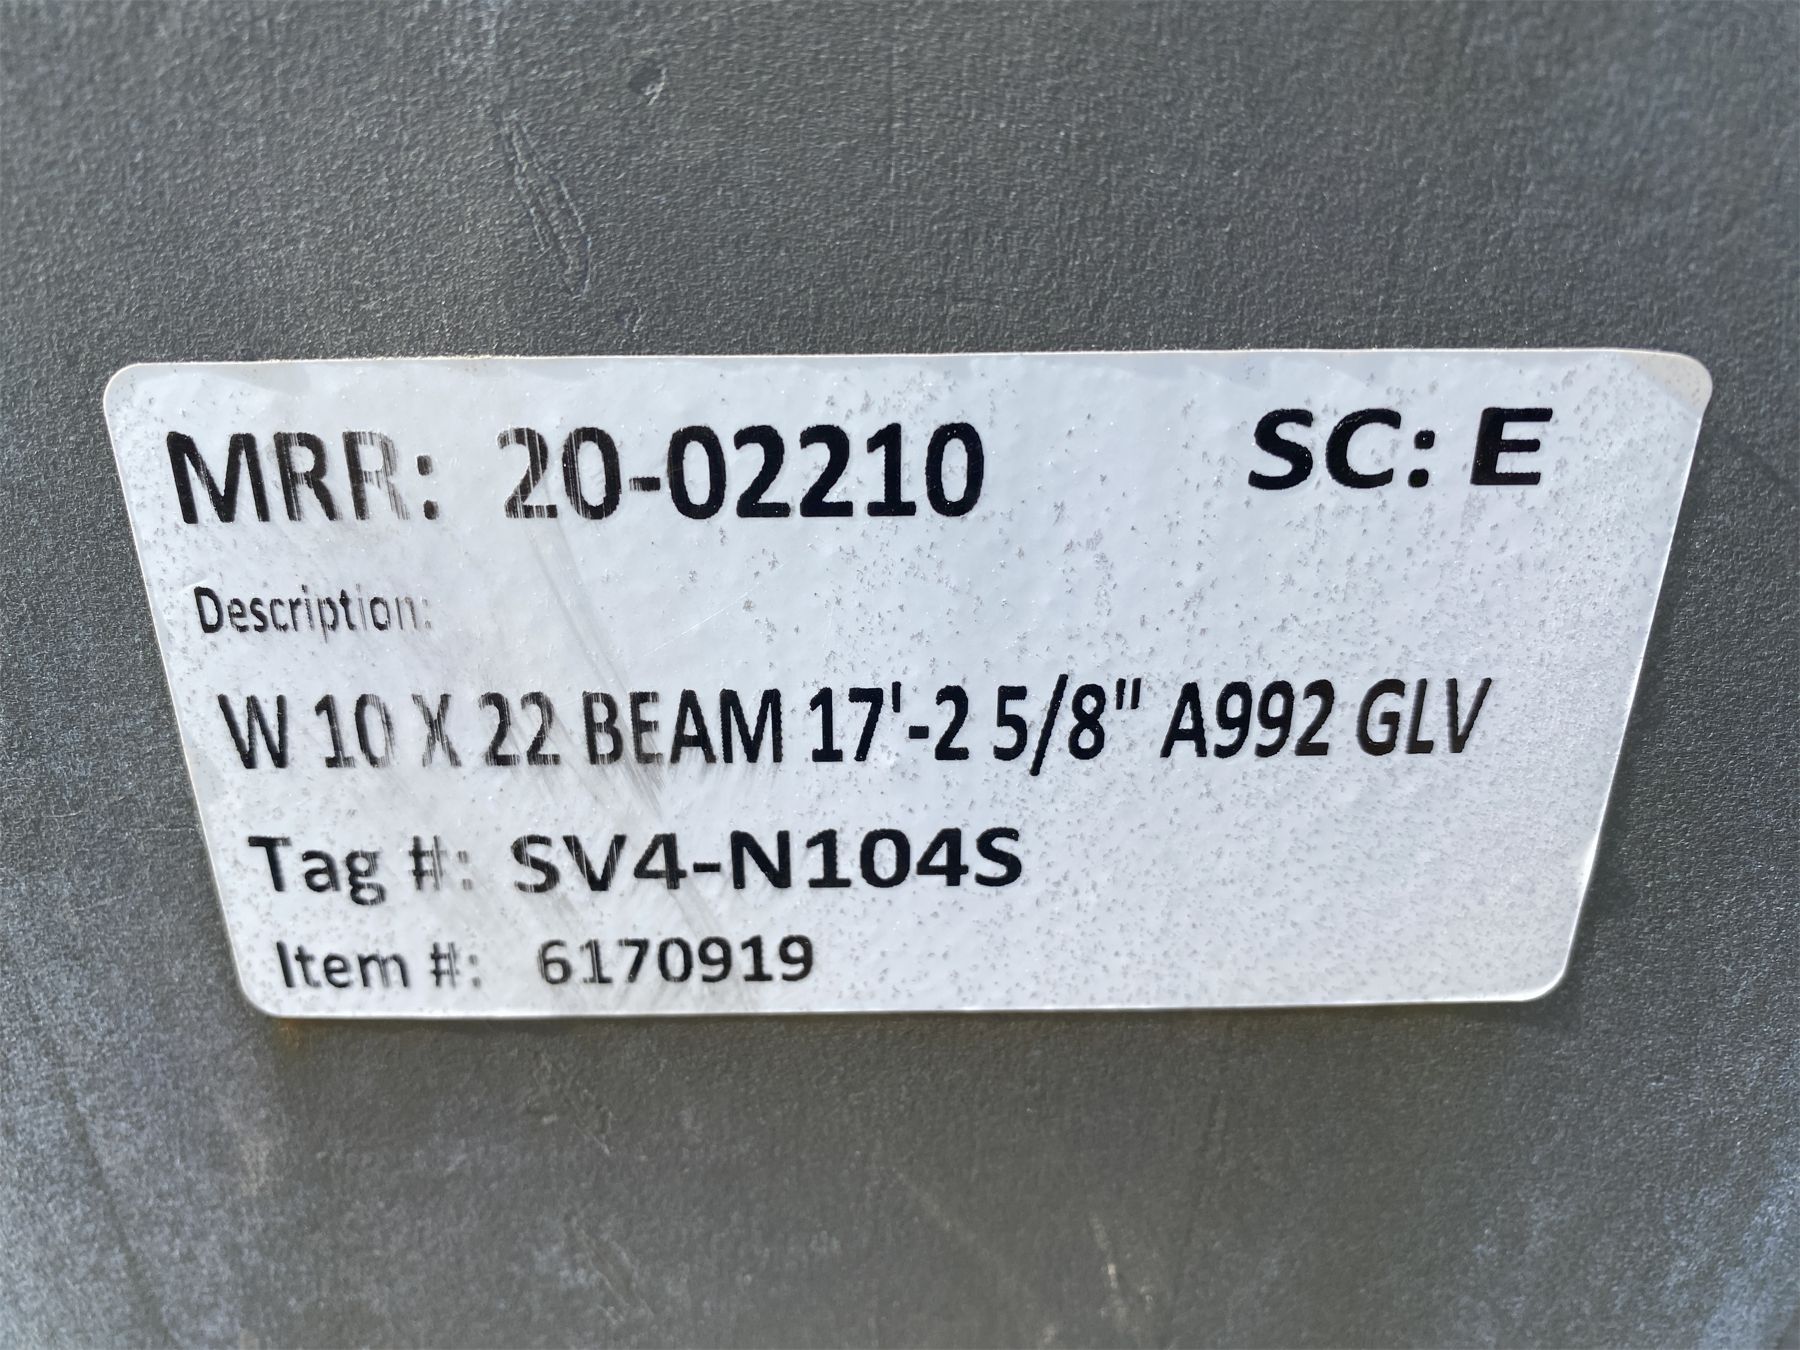 MRR: 20-02210 SC: E
Description:
W 10 X 22 BEAM 17'-2 5/8" A992 GLV
Tag #: SV4-N104S
Item #: 6170919